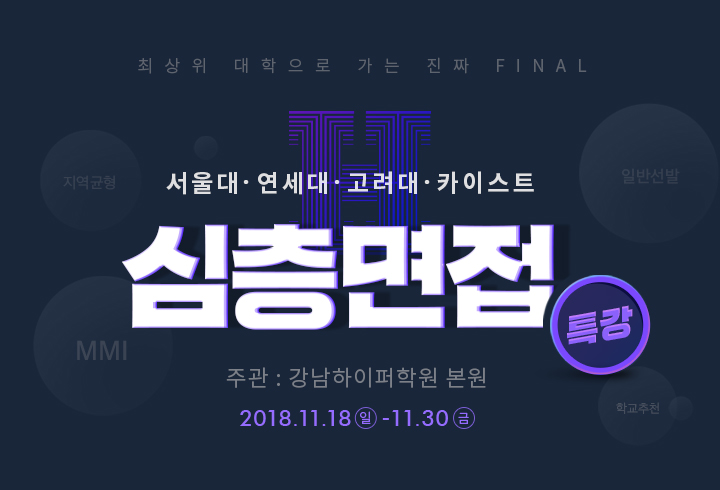 최상위 대학으로 가는 진짜 FINAL
H
서울대·연세대·고려대·카이스트
지역균형
일반선발
심층면접
특강
MMI
주관 : 강남하이퍼학원 본원
학교추천
2018.11.18(일)-11.30(금)